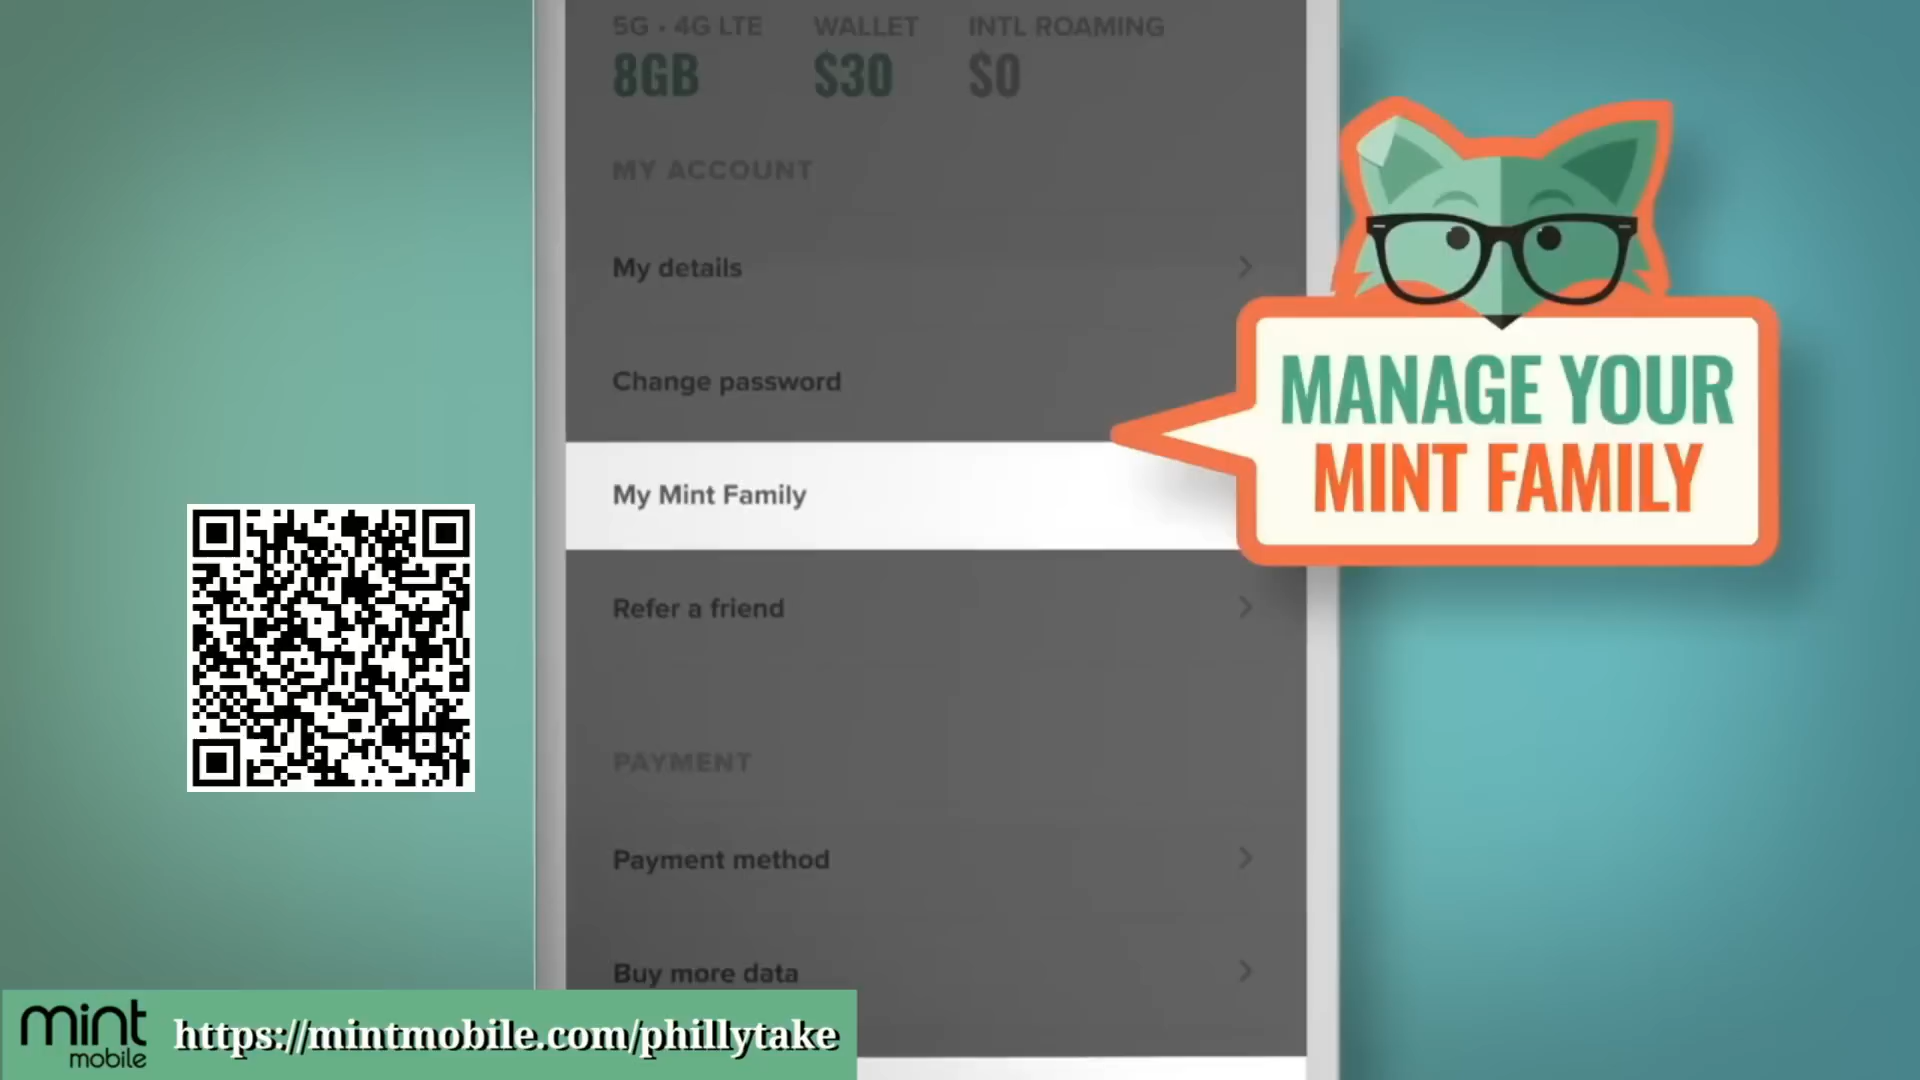 5G · 4G LTE WALLET INTL ROAMING
8GB $30 $0
MY ACCOUNT
My details
Change password
My Mint Family
Refer a friend
PAYMENT
Payment method
Buy more data
MANAGE YOUR
MINT FAMILY
mint
mobile
https://mintmobile.com/phillytake